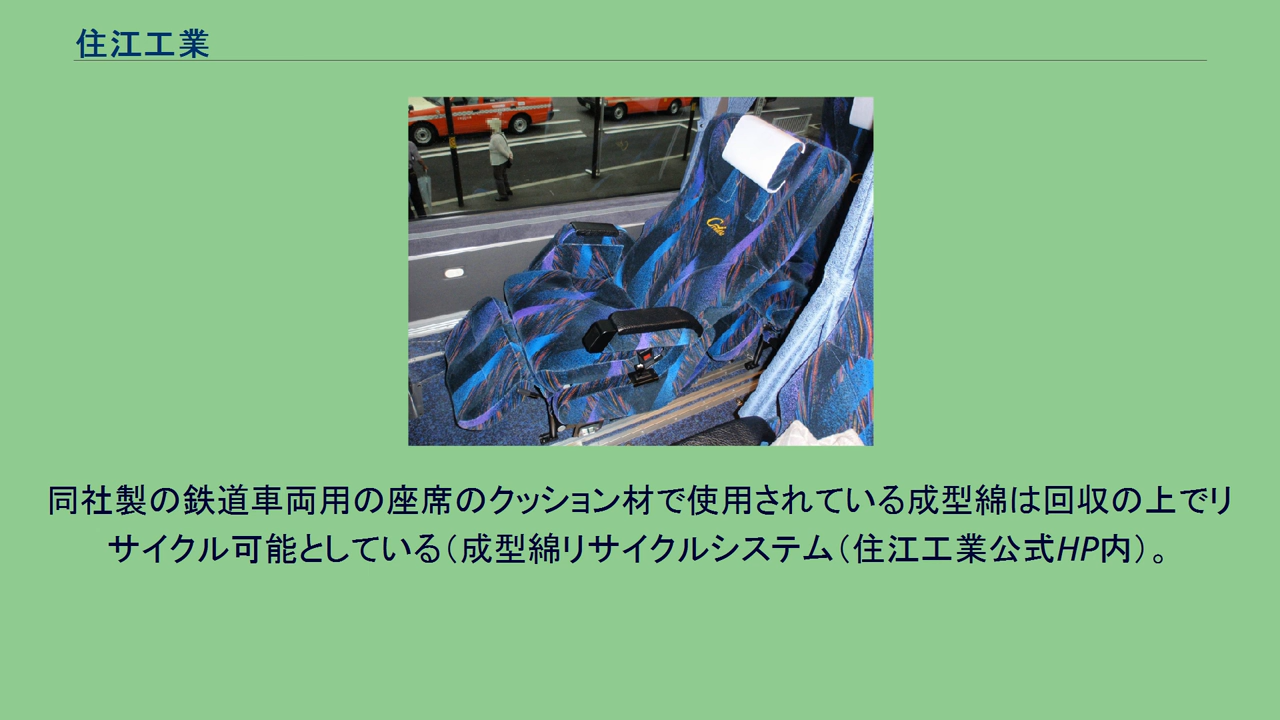 住江工業
同社製の鉄道車両用の座席のクッション材で使用されている成型綿は回収の上でリ
サイクル可能としている（成型綿リサイクルシステム（住江工業公式HP内）。